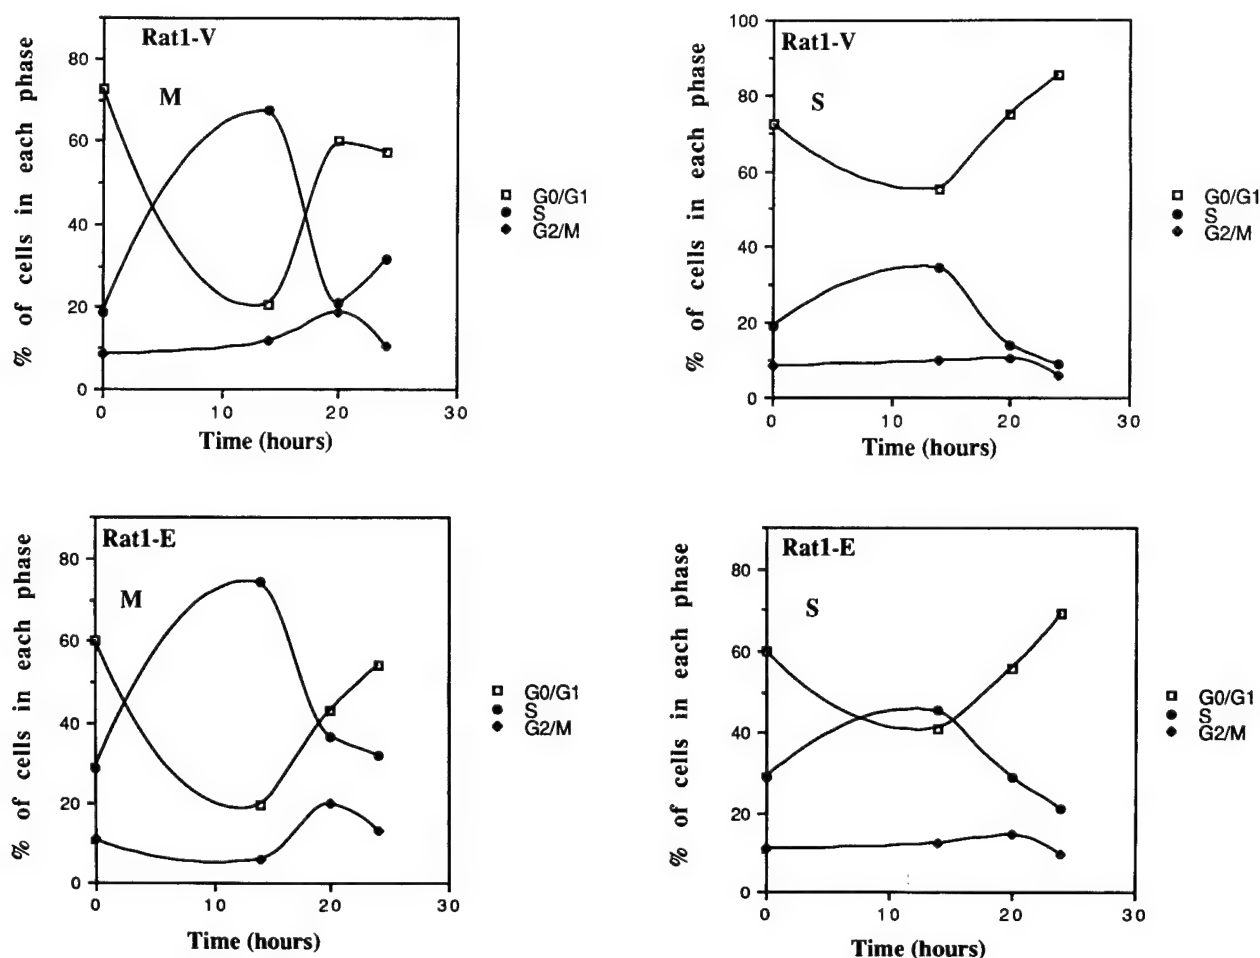 Rat1-V
M
% of cells in each phase
80
60
40
20
0
0 10 20 30
Time (hours)
G0/G1
S
G2/M
Rat1-V
S
% of cells in each phase
100
80
60
40
20
0
0 10 20 30
Time (hours)
G0/G1
S
G2/M
Rat1-E
M
% of cells in each phase
80
60
40
20
0
0 10 20 30
Time (hours)
G0/G1
S
G2/M
Rat1-E
S
% of cells in each phase
80
60
40
20
0
0 10 20 30
Time (hours)
G0/G1
S
G2/M